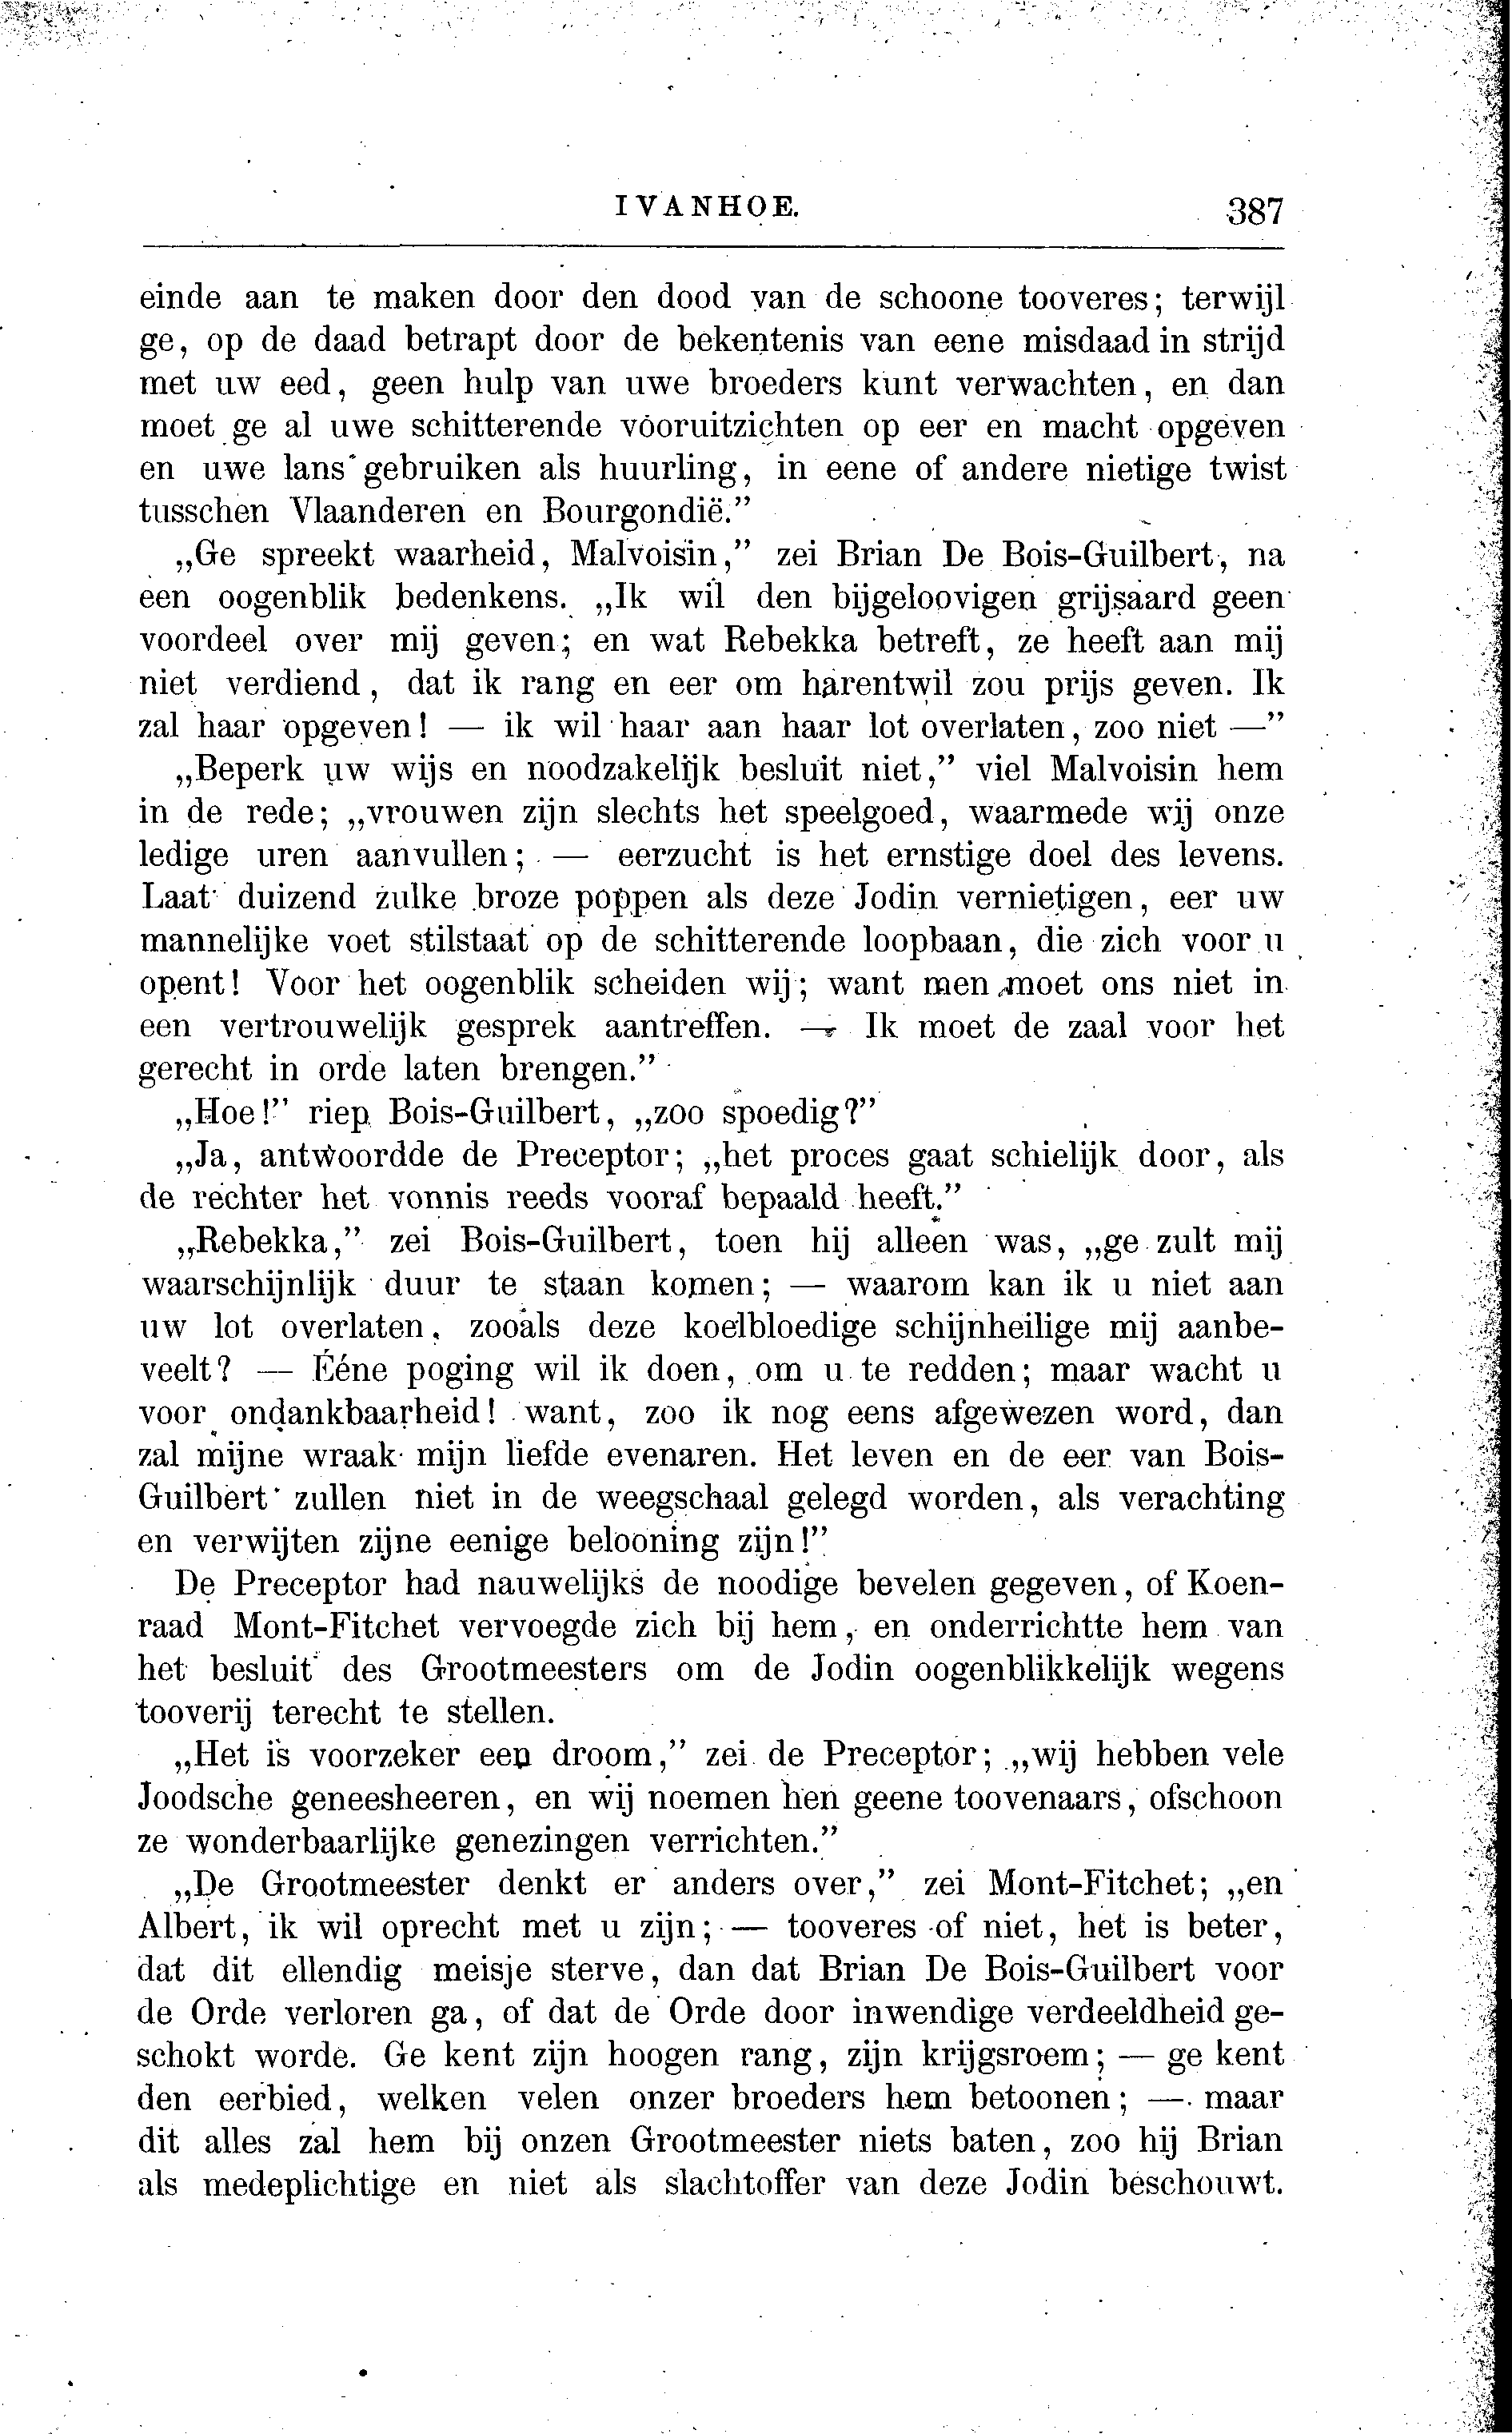 IVANHOE. 387
einde aan te maken door den dood van de schoone tooveres; terwijl
ge, op de daad betrapt door de bekentenis van eene misdaad in strijd
met uw eed, geen hulp van uwe broeders kunt verwachten, en dan
moet ge al uwe schitterende vooruitzichten op eer en macht opgeven
en uwe lans gebruiken als huurling, in eene of andere nietige twist
tusschen Vlaanderen en Bourgondië.”
„Ge spreekt waarheid, Malvoisin,” zei Brian De Bois-Guilbert, na
een oogenblik bedenkens. „Ik wil den bijgeloovigen grijsaard geen
voordeel over mij geven; en wat Rebekka betreft, ze heeft aan mij
niet verdiend, dat ik rang en eer om harentwil zou prijs geven. Ik
zal haar opgeven! — ik wil haar aan haar lot overlaten, zoo niet —”
„Beperk uw wijs en noodzakelijk besluit niet,” viel Malvoisin hem
in de rede; „vrouwen zijn slechts het speelgoed, waarmede wij onze
ledige uren aanvullen; — eerzucht is het ernstige doel des levens.
Laat duizend zulke broze poppen als deze Jodin vernietigen, eer uw
mannelijke voet stilstaat op de schitterende loopbaan, die zich voor u
opent! Voor het oogenblik scheiden wij; want men moet ons niet in
een vertrouwelijk gesprek aantreffen. — Ik moet de zaal voor het
gerecht in orde laten brengen.”
„Hoe!” riep Bois-Guilbert, „zoo spoedig?”
„Ja, antwoordde de Preceptor; „het proces gaat schielijk door, als
de rechter het vonnis reeds vooraf bepaald heeft.”
„Rebekka,” zei Bois-Guilbert, toen hij alleen was, „ge zult mij
waarschijnlijk duur te staan komen; — waarom kan ik u niet aan
uw lot overlaten, zooals deze koelbloedige schijnheilige mij aanbe-
veelt? — Ééne poging wil ik doen, om u te redden; maar wacht u
voor ondankbaarheid! want, zoo ik nog eens afgewezen word, dan
zal mijne wraak mijn liefde evenaren. Het leven en de eer van Bois-
Guilbert zullen niet in de weegschaal gelegd worden, als verachting
en verwijten zijne eenige belooning zijn!”
De Preceptor had nauwelijks de noodige bevelen gegeven, of Koen-
raad Mont-Fitchet vervoegde zich bij hem, en onderrichtte hem van
het besluit des Grootmeesters om de Jodin oogenblikkelijk wegens
tooverij terecht te stellen.
„Het is voorzeker een droom,” zei de Preceptor; „wij hebben vele
Joodsche geneesheeren, en wij noemen hen geene toovenaars, ofschoon
ze wonderbaarlijke genezingen verrichten.”
„De Grootmeester denkt er anders over,” zei Mont-Fitchet; „en
Albert, ik wil oprecht met u zijn; — tooveres of niet, het is beter,
dat dit ellendig meisje sterve, dan dat Brian De Bois-Guilbert voor
de Orde verloren ga, of dat de Orde door inwendige verdeeldheid ge-
schokt worde. Ge kent zijn hoogen rang, zijn krijgsroem; — ge kent
den eerbied, welken velen onzer broeders hem betoonen; — maar
dit alles zal hem bij onzen Grootmeester niets baten, zoo hij Brian
als medeplichtige en niet als slachtoffer van deze Jodin beschouwt.